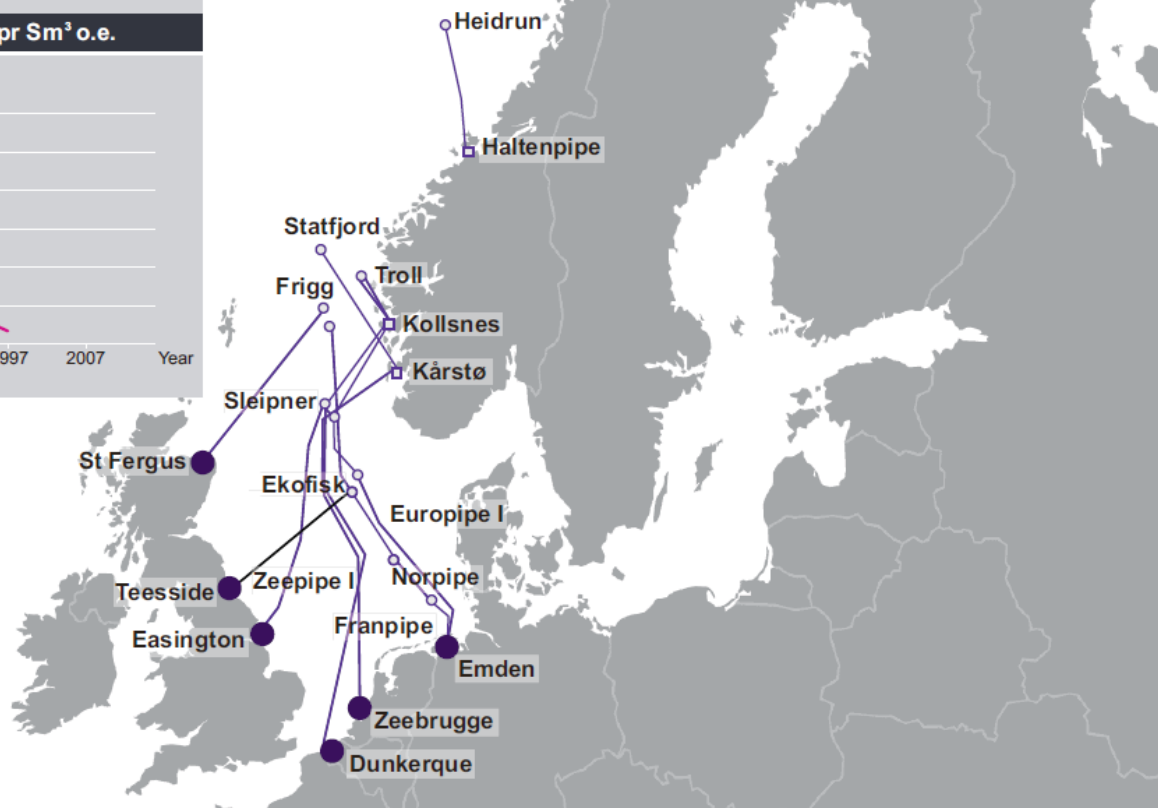 pr Sm³ o.e.
997 2007 Year
Heidrun
Haltenpipe
Statfjord
Troll
Frigg
Kollsnes
Kårstø
Sleipner
St Fergus
Ekofisk
Europipe I
Norpipe
Zeepipe I
Teesside
Franpipe
Easington
Emden
Zeebrugge
Dunkerque